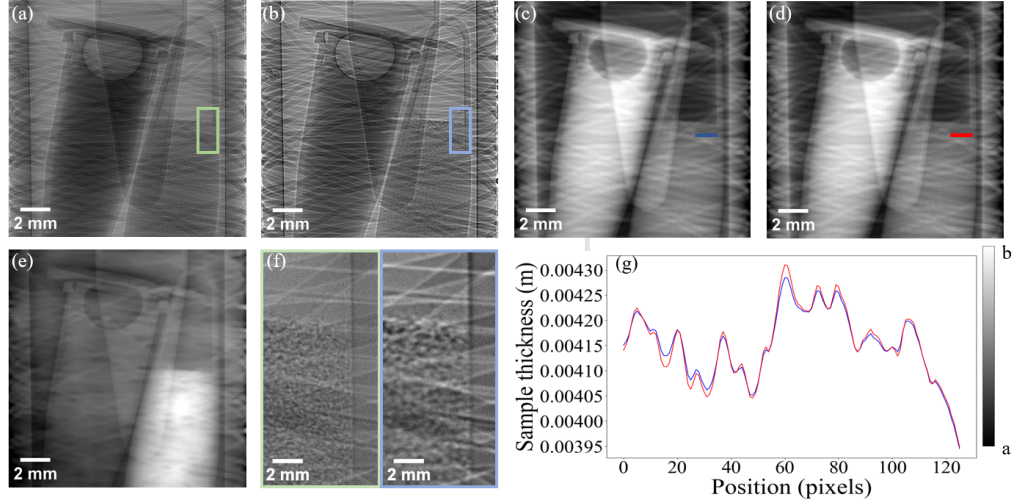 (a)
2 mm
(b)
2 mm
(c)
2 mm
(d)
2 mm
(e)
2 mm
(f)
2 mm
2 mm
(g)
Sample thickness (m)
0.00430
0.00425
0.00420
0.00415
0.00410
0.00405
0.00400
0.00395
0 20 40 60 80 100 120
Position (pixels)
b
a